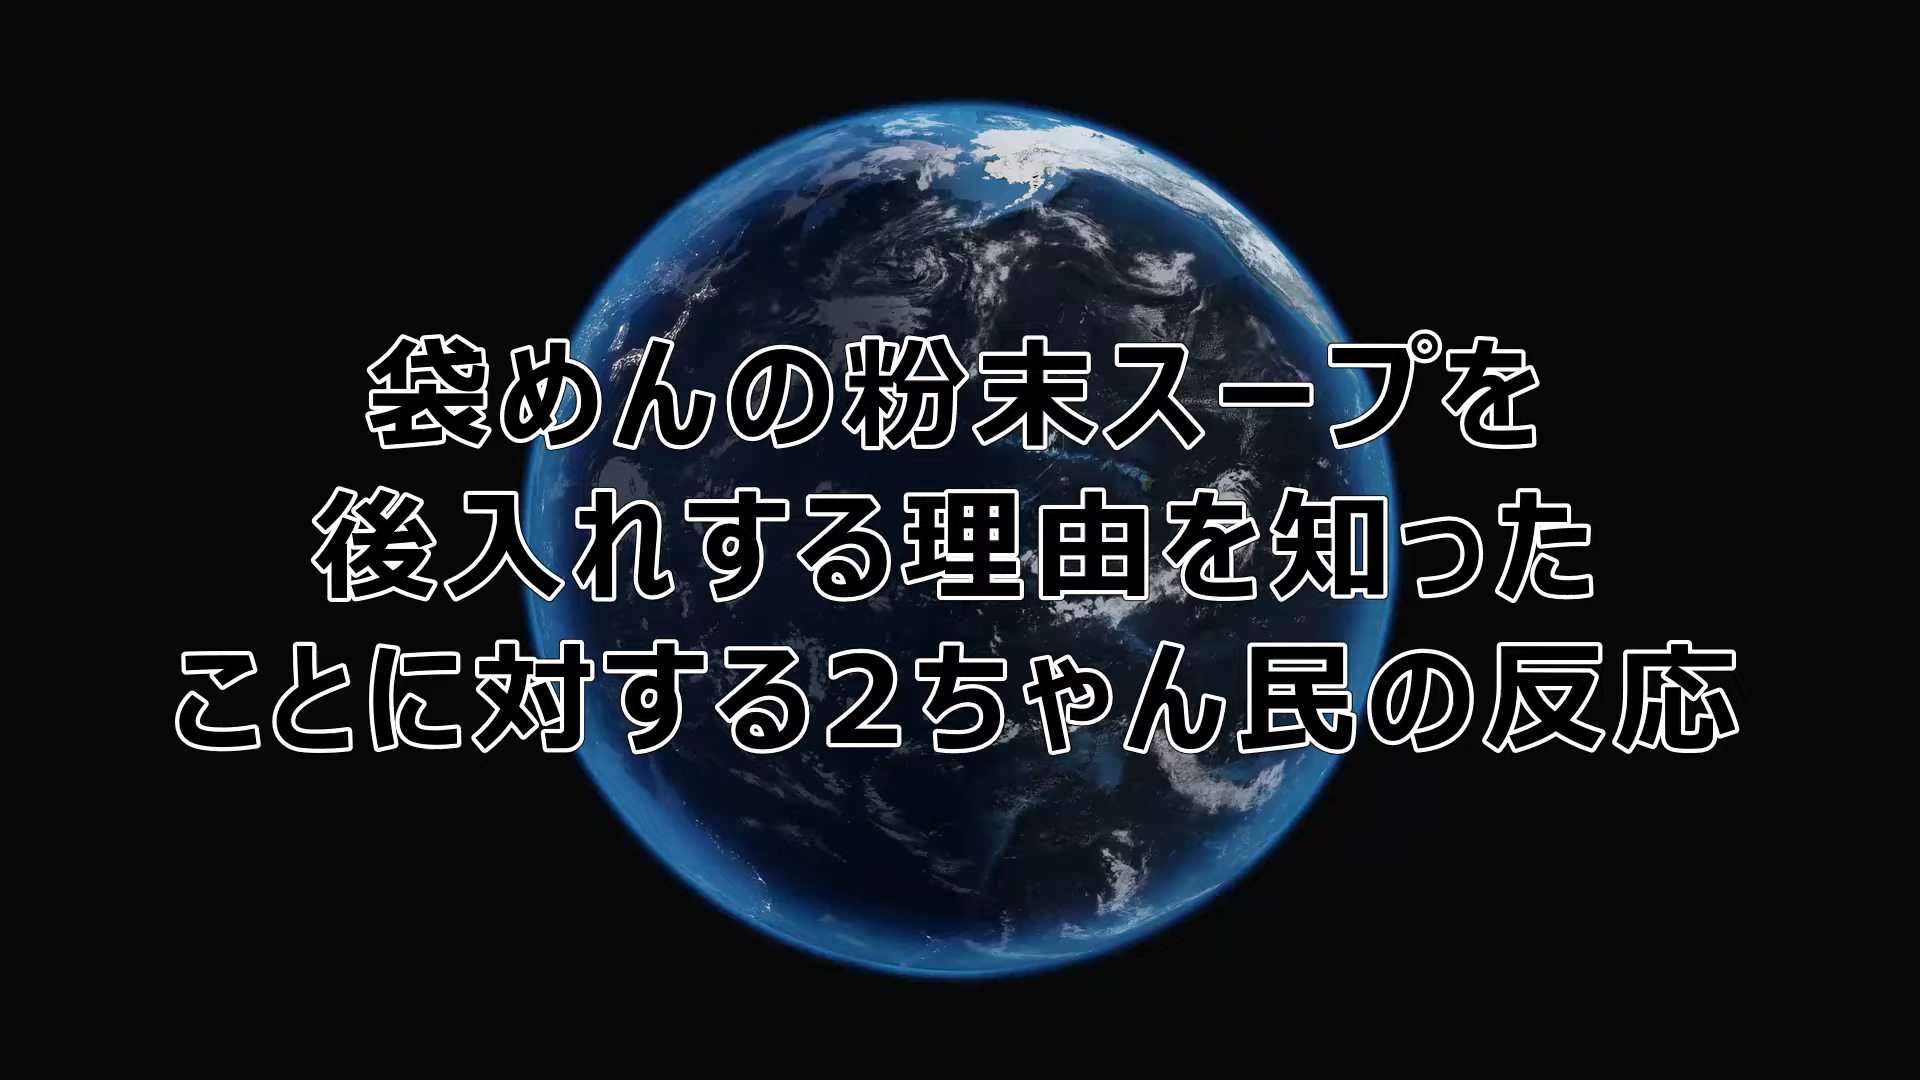 袋めんの粉末スープを
後入れする理由を知った
ことに対する2ちゃん民の反応